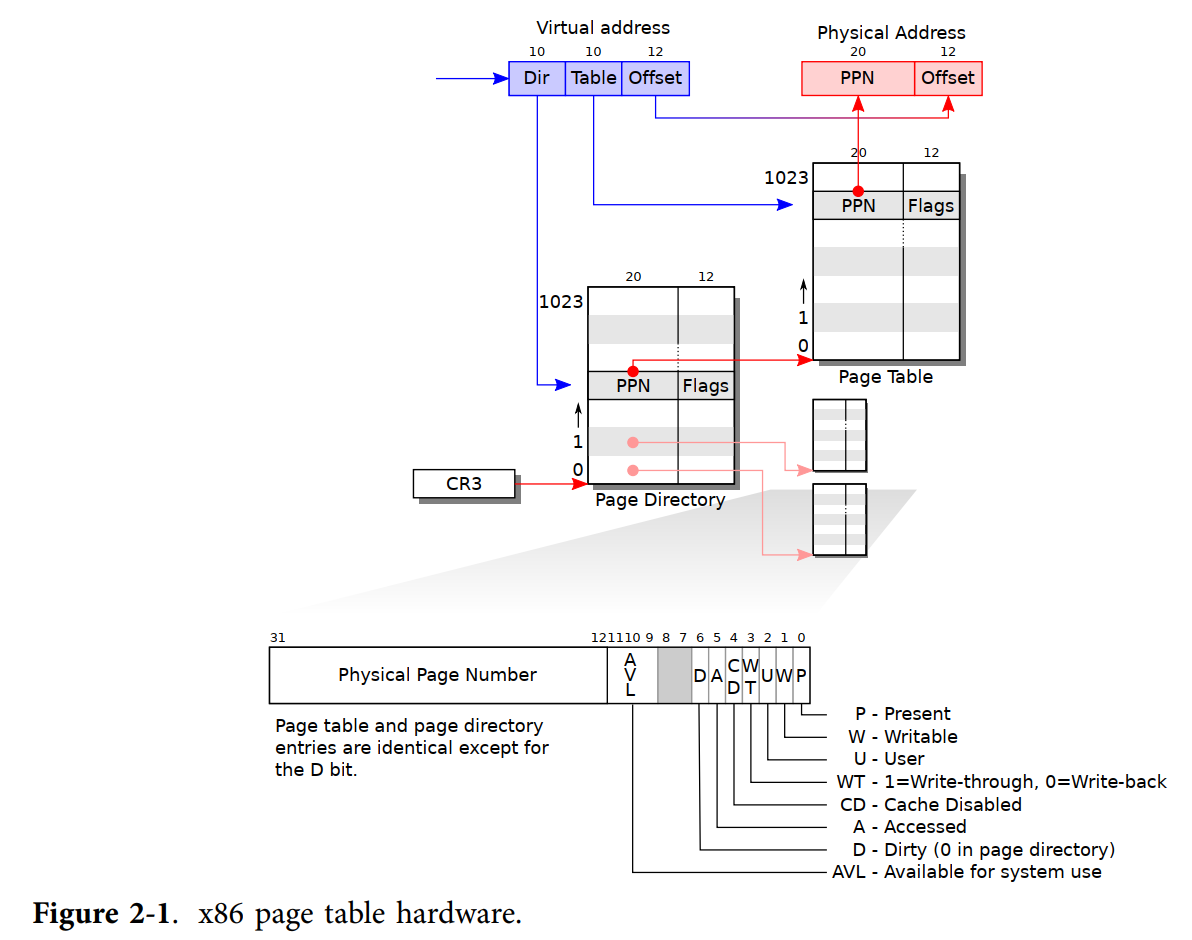 Virtual address
10 10 12
Dir Table Offset
Physical Address
20 12
PPN Offset
20 12
1023
PPN Flags
1
0
Page Table
20 12
1023
PPN Flags
1
0
CR3
Page Directory
31 12 11 10 9 8 7 6 5 4 3 2 1 0
Physical Page Number AVL D A CD WT U W P
Page table and page directory
entries are identical except for
the D bit.
P - Present
W - Writable
U - User
WT - 1=Write-through, 0=Write-back
CD - Cache Disabled
A - Accessed
D - Dirty (0 in page directory)
AVL - Available for system use
Figure 2-1. x86 page table hardware.